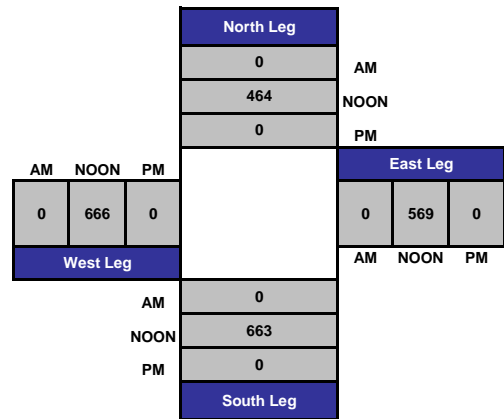 North Leg
0 AM
464 NOON
0 PM
AM NOON PM
East Leg
0 666 0
0 569 0
West Leg
AM NOON PM
AM 0
NOON 663
PM 0
South Leg